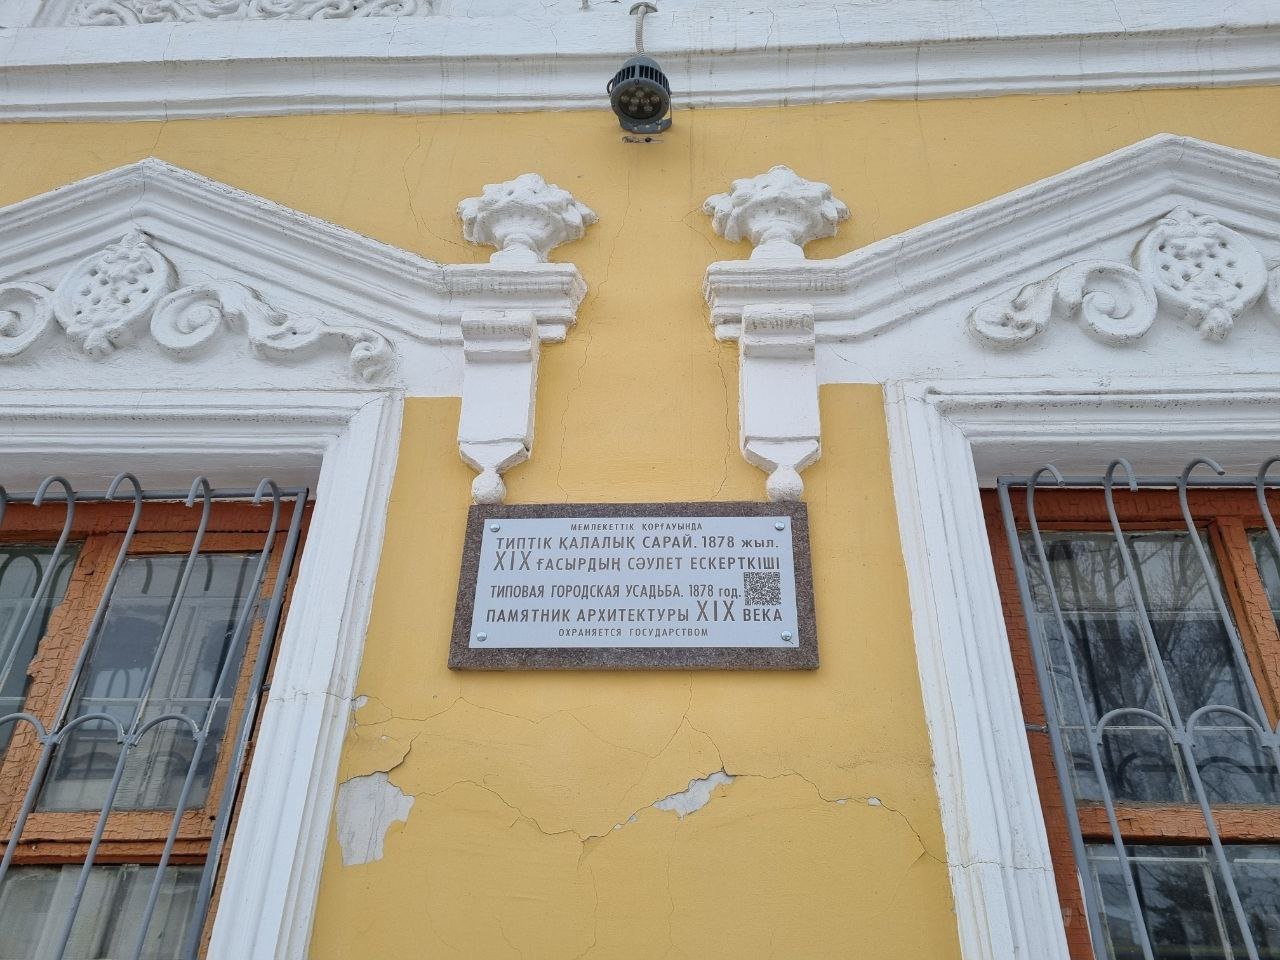 МЕМЛЕКЕТТІК ҚОРҒАУЫНДА
ТИПТІК ҚАЛАЛЫҚ САРАЙ. 1878 жыл.
XIX ҒАСЫРДЫҢ СӘУЛЕТ ЕСКЕРТКІШІ
ТИПОВАЯ ГОРОДСКАЯ УСАДЬБА. 1878 год.
ПАМЯТНИК АРХИТЕКТУРЫ XIX ВЕКА
ОХРАНЯЕТСЯ ГОСУДАРСТВОМ